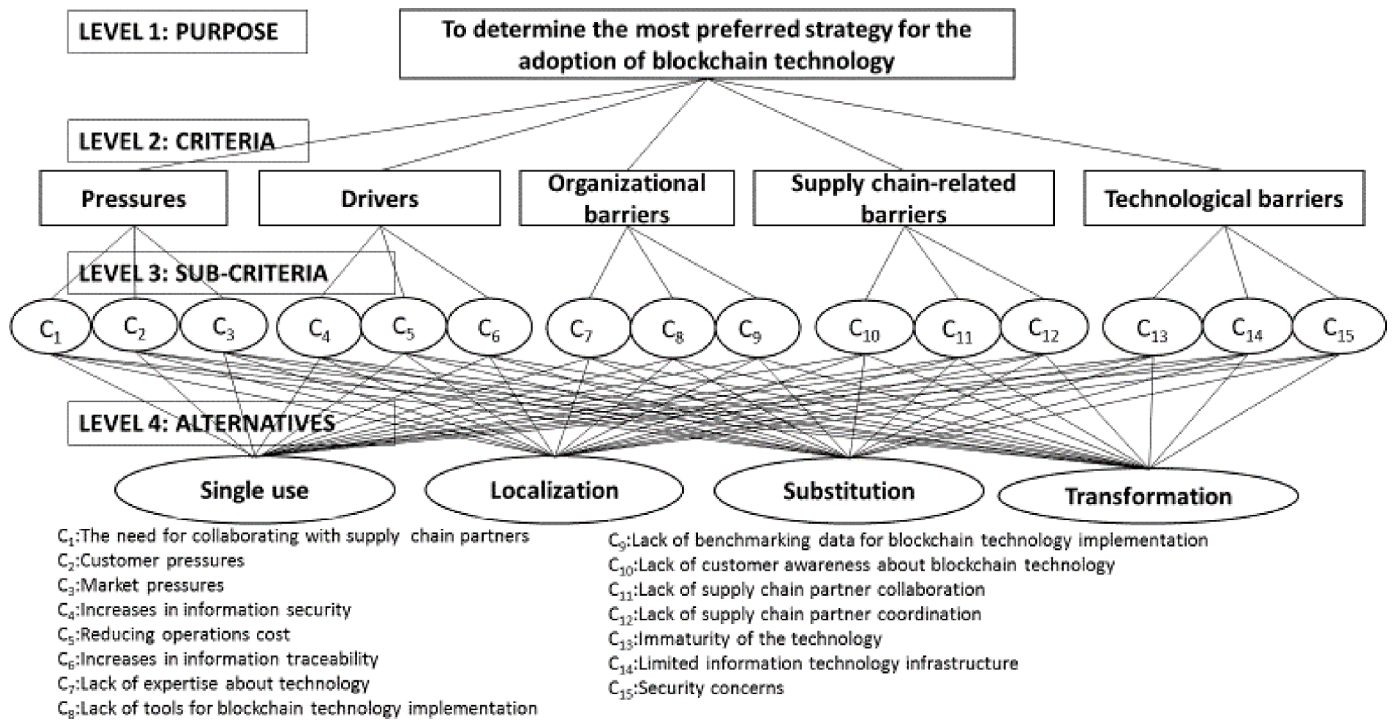 LEVEL 1: PURPOSE
To determine the most preferred strategy for the
adoption of blockchain technology
LEVEL 2: CRITERIA
Pressures
Drivers
Organizational
barriers
Supply chain-related
barriers
Technological barriers
LEVEL 3: SUB-CRITERIA
C1
C2
C3
C4
C5
C6
C7
C8
C9
C10
C11
C12
C13
C14
C15
LEVEL 4: ALTERNATIVES
Single use
Localization
Substitution
Transformation
C1:The need for collaborating with supply chain partners
C2:Customer pressures
C3:Market pressures
C4:Increases in information security
C5:Reducing operations cost
C6:Increases in information traceability
C7:Lack of expertise about technology
C8:Lack of tools for blockchain technology implementation
C9:Lack of benchmarking data for blockchain technology implementation
C10:Lack of customer awareness about blockchain technology
C11:Lack of supply chain partner collaboration
C12:Lack of supply chain partner coordination
C13:Immaturity of the technology
C14:Limited information technology infrastructure
C15:Security concerns